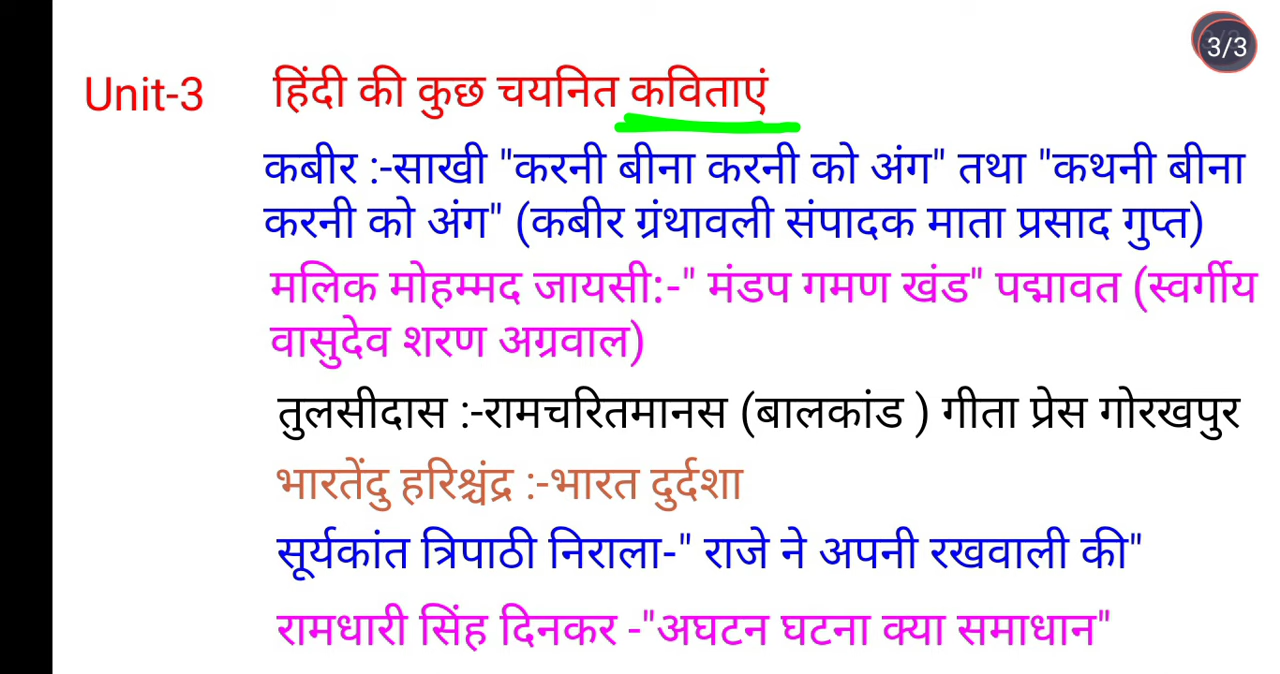 3/3
Unit-3 हिंदी की कुछ चयनित कविताएं
कबीर :-साखी "करनी बीना करनी को अंग" तथा "कथनी बीना
करनी को अंग" (कबीर ग्रंथावली संपादक माता प्रसाद गुप्त)
मलिक मोहम्मद जायसी:-" मंडप गमण खंड" पद्मावत (स्वर्गीय
वासुदेव शरण अग्रवाल)
तुलसीदास :-रामचरितमानस (बालकांड ) गीता प्रेस गोरखपुर
भारतेंदु हरिश्चंद्र :-भारत दुर्दशा
सूर्यकांत त्रिपाठी निराला-" राजे ने अपनी रखवाली की"
रामधारी सिंह दिनकर -"अघटन घटना क्या समाधान"